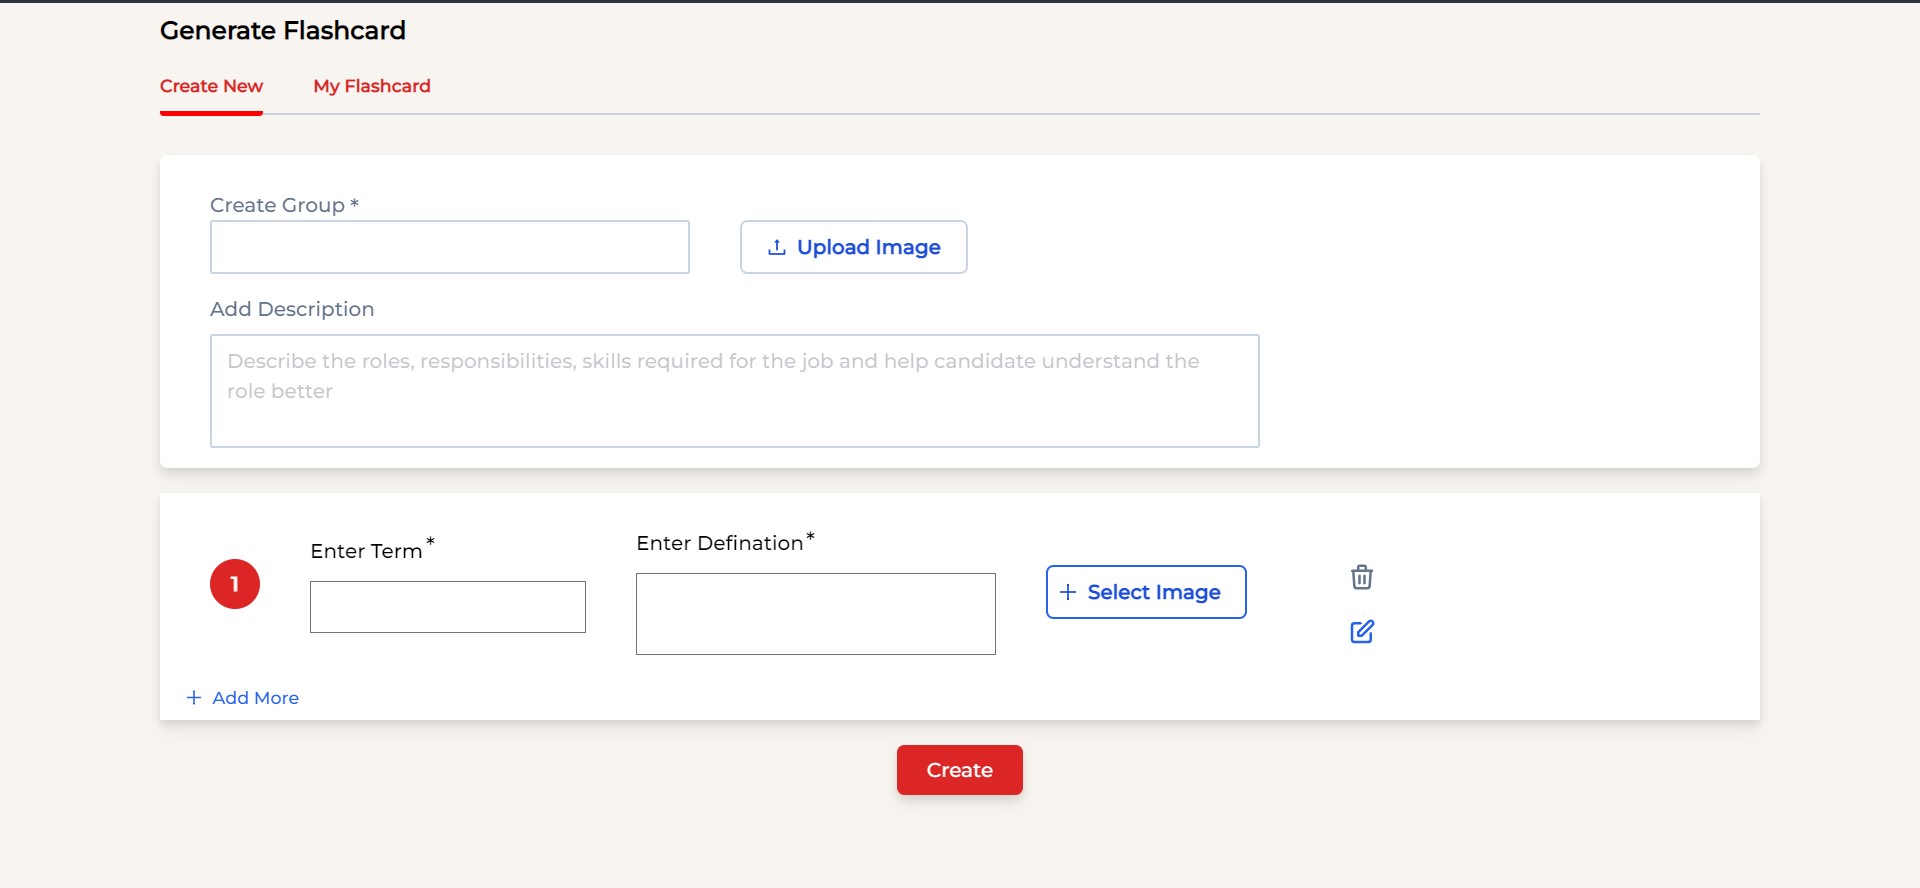 Generate Flashcard
Create New My Flashcard
Create Group *
Upload Image
Add Description
Describe the roles, responsibilities, skills required for the job and help candidate understand the
role better
Enter Term*
Enter Defination*
1
Select Image
Add More
Create